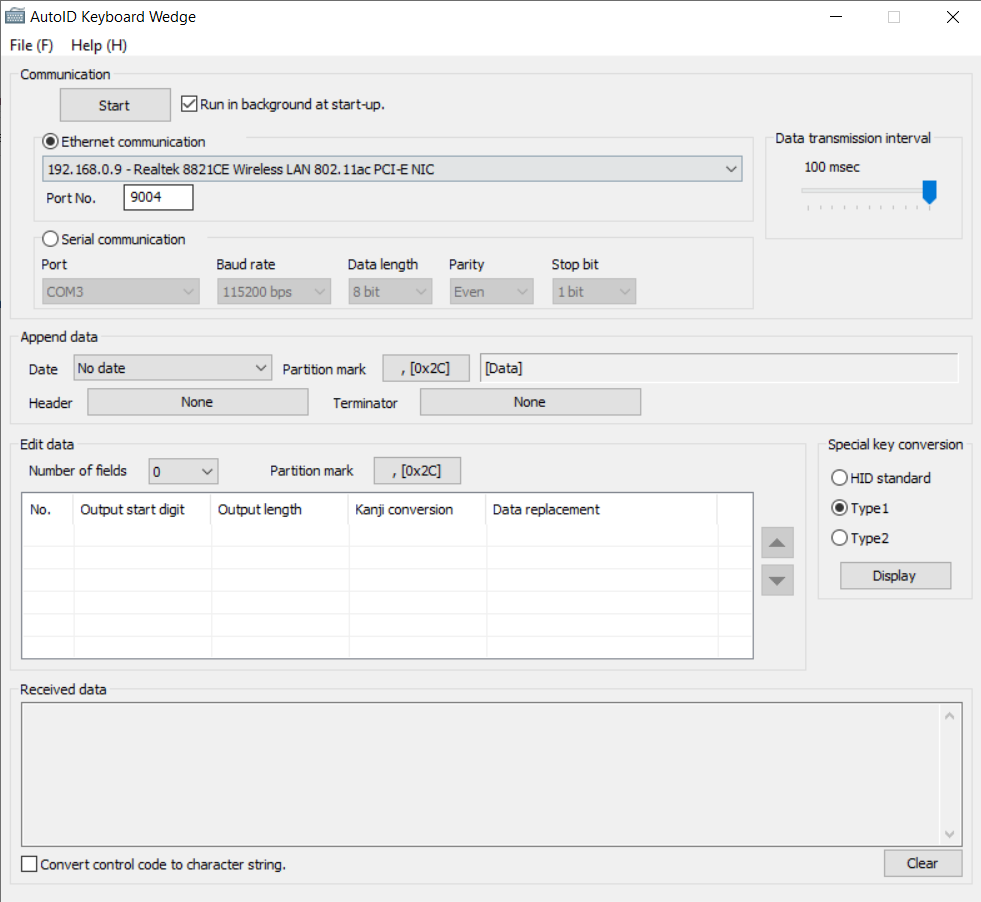 AutoID Keyboard Wedge
File (F) Help (H)
Communication
Start
Run in background at start-up.
Ethernet communication
192.168.0.9 - Realtek 8821CE Wireless LAN 802.11ac PCI-E NIC
Port No. 9004
Data transmission interval
100 msec
Serial communication
Port Baud rate Data length Parity Stop bit
COM3 115200 bps 8 bit Even 1 bit
Append data
Date No date Partition mark , [0x2C] [Data]
Header None Terminator None
Edit data
Number of fields 0 Partition mark , [0x2C]
No. Output start digit Output length Kanji conversion Data replacement
Special key conversion
HID standard
Type1
Type2
Display
Received data
Convert control code to character string.
Clear